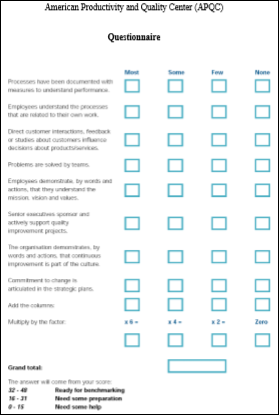 American Productivity and Quality Center (APQC)
Questionnaire
Most Some Few None
Processes have been documented with
measures to understand performance.
Employees understand the processes
that are related to their own work.
Direct customer interactions, feedback
or studies about customers influence
decisions about products/services.
Problems are solved by teams.
Employees demonstrate, by words and
actions, that they understand the
mission, vision and values.
Senior executives sponsor and
actively support quality
improvement projects.
The organisation demonstrates, by
words and actions, that continuous
improvement is part of the culture.
Commitment to change is
articulated in the strategic plans.
Add the columns:
Multiply by the factor: x 6 = x 4 = x 2 = Zero
Grand total:
The answer will come from your score:
32 - 48 Ready for benchmarking
16 - 31 Need some preparation
0 - 15 Need some help